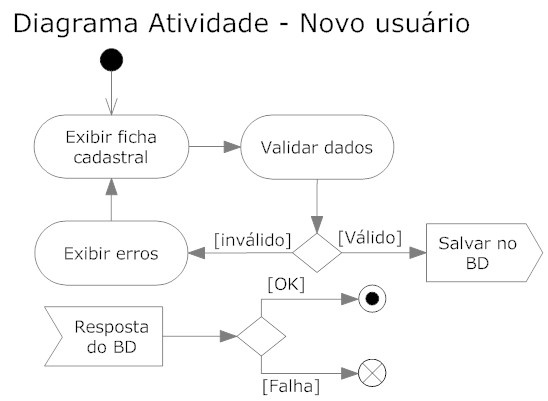 Diagrama Atividade - Novo usuário
Exibir ficha
cadastral
Validar dados
[inválido]
[Válido]
Exibir erros
Salvar no
BD
[OK]
Resposta
do BD
[Falha]